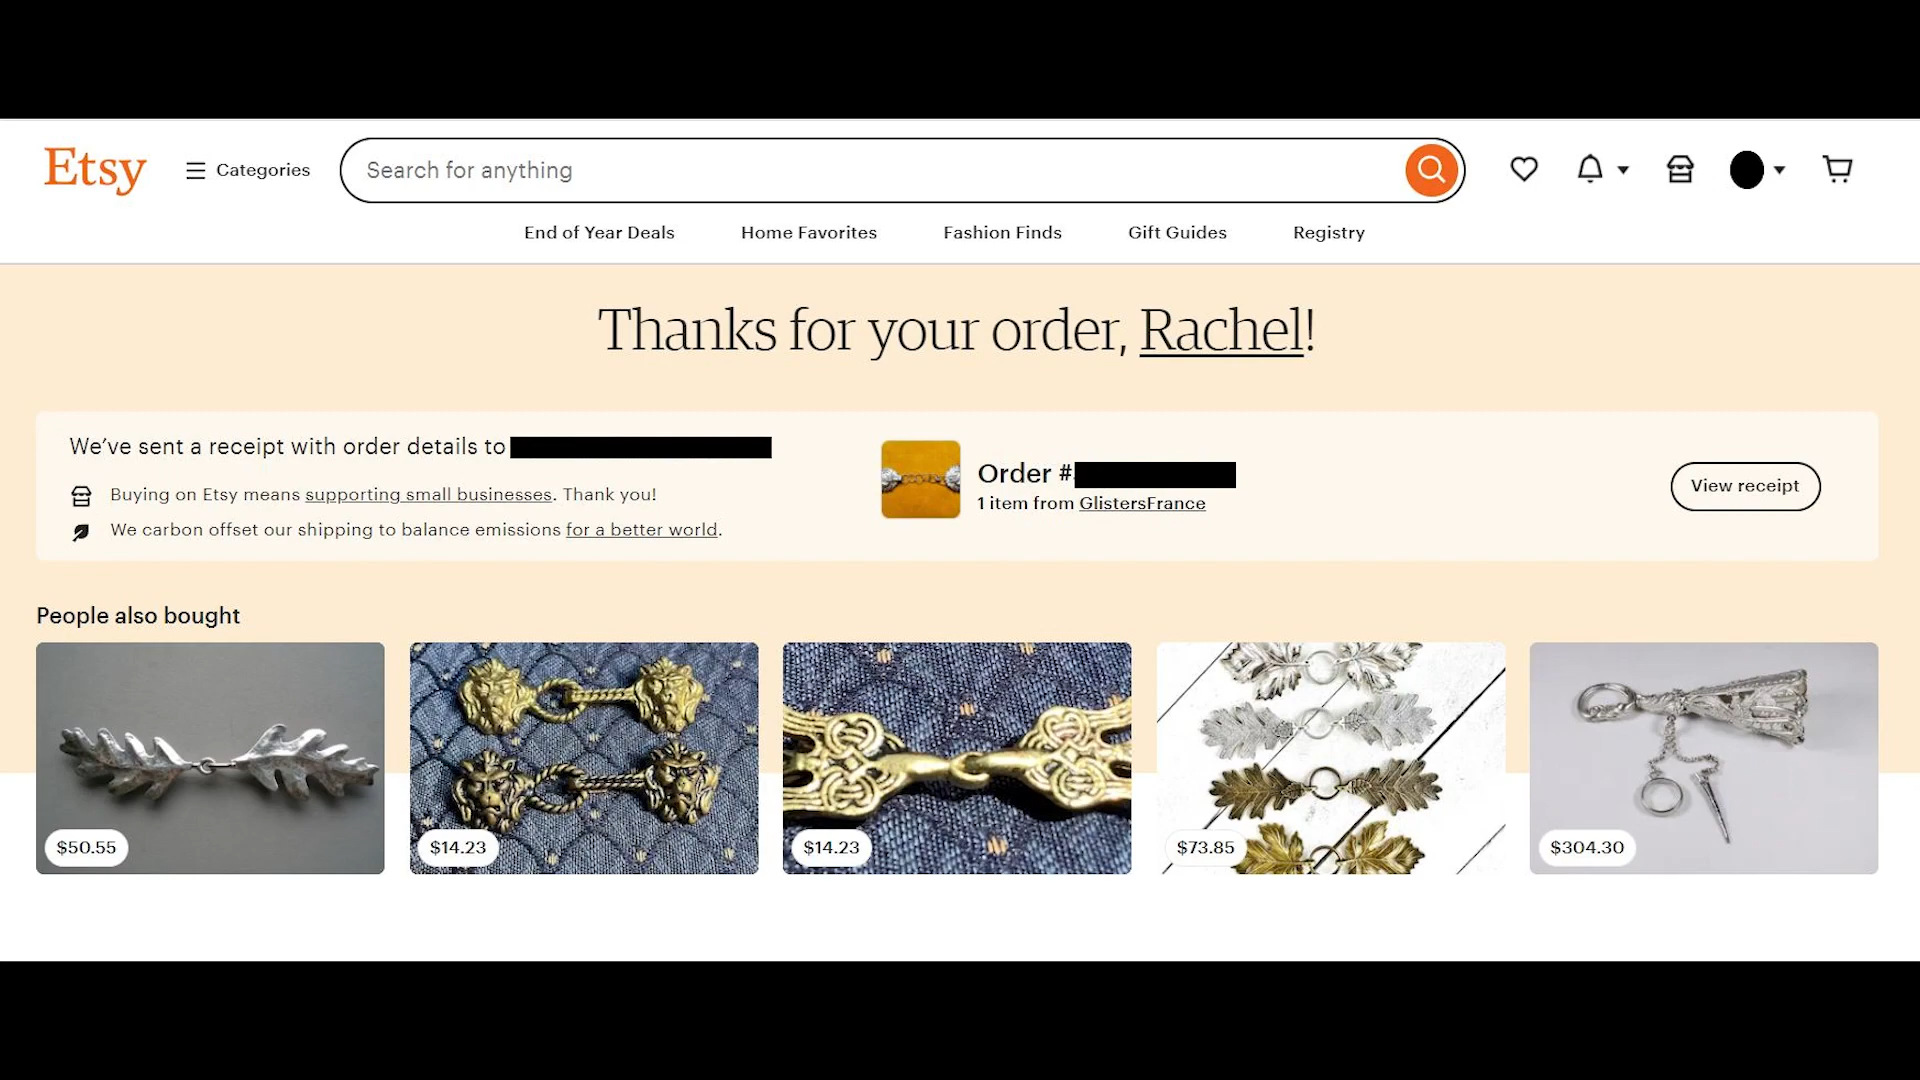 Etsy
Categories
Search for anything
End of Year Deals
Home Favorites
Fashion Finds
Gift Guides
Registry
Thanks for your order, Rachel!
We've sent a receipt with order details to
Buying on Etsy means supporting small businesses. Thank you!
We carbon offset our shipping to balance emissions for a better world.
Order #
1 item from GlistersFrance
View receipt
People also bought
$50.55
$14.23
$14.23
$73.85
$304.30